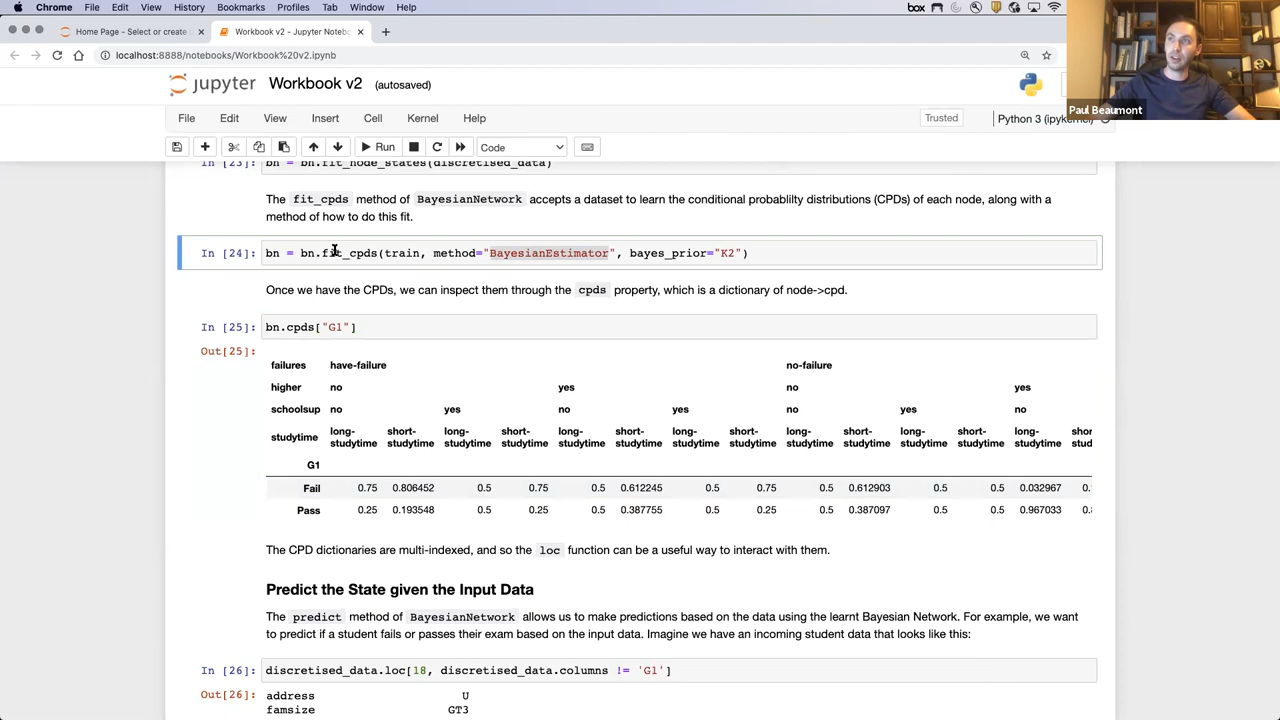 Chrome File Edit View History Bookmarks Profiles Tab Window Help
box
Home Page - Select or create
Workbook v2 - Jupyter Notebo
localhost:8888/notebooks/Workbook%20v2.ipynb
Paul Beaumont
jupyter Workbook v2 (autosaved)
File Edit View Insert Cell Kernel Help
Trusted
Python 3 (ipykernel)
Run
Code
In [23]: bn = bn.fit_node_states(discretised_data)
The fit_cpds method of BayesianNetwork accepts a dataset to learn the conditional probablilty distributions (CPDs) of each node, along with a
method of how to do this fit.
In [24]: bn = bn.fit_cpds(train, method="BayesianEstimator", bayes_prior="K2")
Once we have the CPDs, we can inspect them through the cpds property, which is a dictionary of node->cpd.
In [25]: bn.cpds["G1"]
Out[25]:
failures have-failure no-failure
higher no yes no yes
schoolsup no yes no yes no yes no
studytime long-studytime short-studytime long-studytime short-studytime long-studytime short-studytime long-studytime short-studytime long-studytime short-studytime long-studytime short-studytime long-studytime shor- stud
G1
Fail 0.75 0.806452 0.5 0.75 0.5 0.612245 0.5 0.75 0.5 0.612903 0.5 0.5 0.032967 0.
Pass 0.25 0.193548 0.5 0.25 0.5 0.387755 0.5 0.25 0.5 0.387097 0.5 0.5 0.967033 0.
The CPD dictionaries are multi-indexed, and so the loc function can be a useful way to interact with them.
Predict the State given the Input Data
The predict method of BayesianNetwork allows us to make predictions based on the data using the learnt Bayesian Network. For example, we want
to predict if a student fails or passes their exam based on the input data. Imagine we have an incoming student data that looks like this:
In [26]: discretised_data.loc[18, discretised_data.columns != 'G1']
Out[26]: address U
famsize GT3